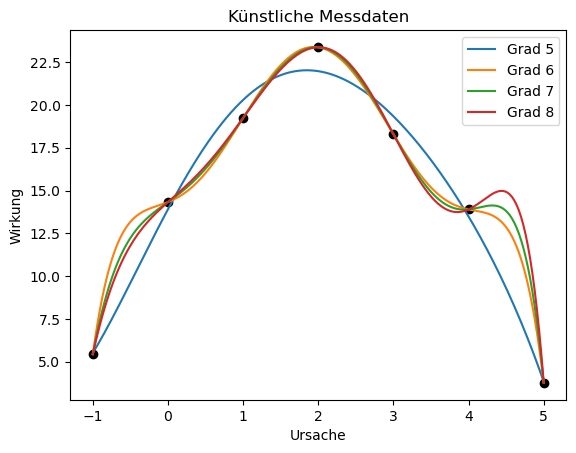 Künstliche Messdaten
Grad 5
Grad 6
Grad 7
Grad 8
Wirkung
22.5
20.0
17.5
15.0
12.5
10.0
7.5
5.0
−1
0
1
2
3
4
5
Ursache